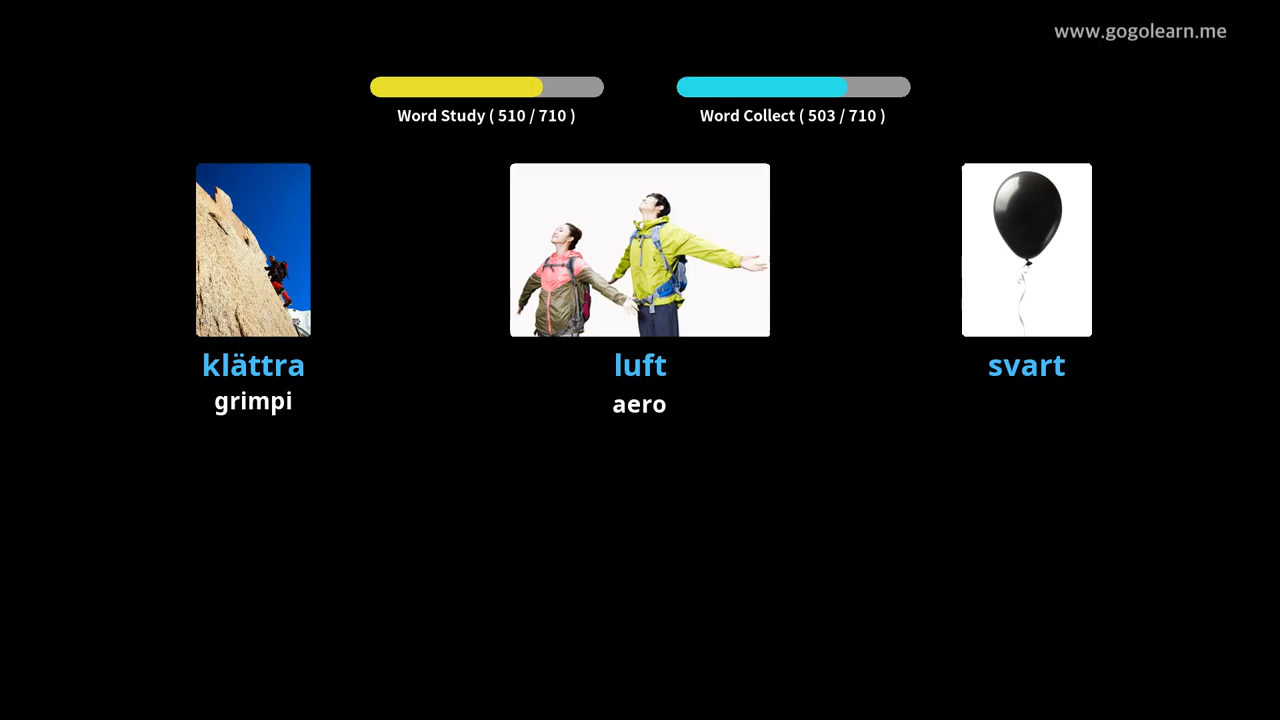 www.gogolearn.me
Word Study ( 510 / 710 )
Word Collect ( 503 / 710 )
klättra
luft
svart
grimpi
aero